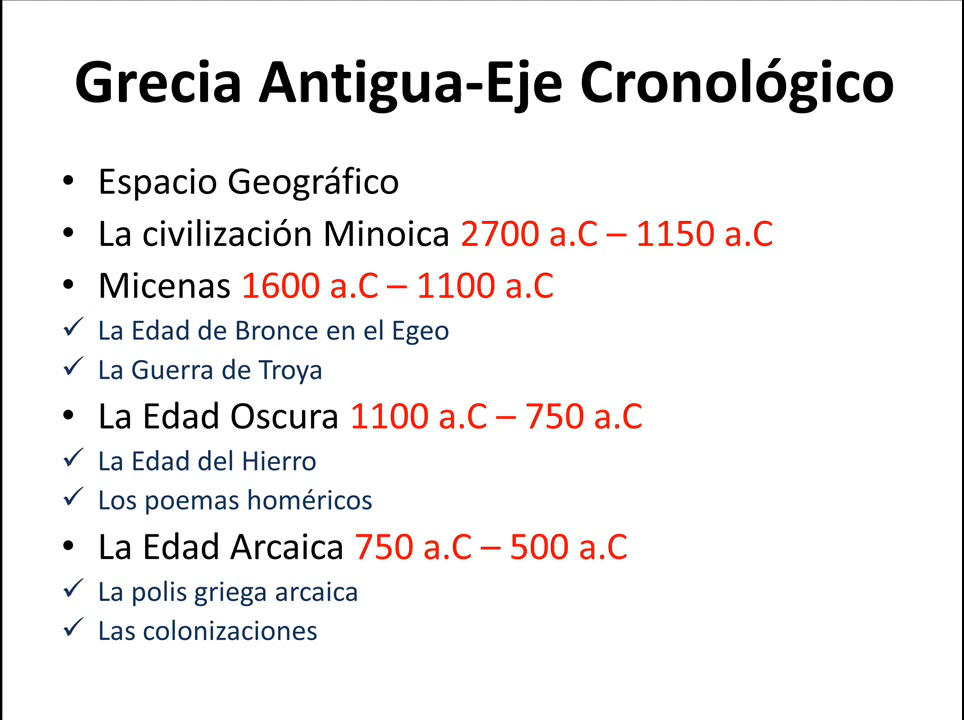 Grecia Antigua-Eje Cronológico
• Espacio Geográfico
• La civilización Minoica 2700 a.C – 1150 a.C
• Micenas 1600 a.C – 1100 a.C
✓ La Edad de Bronce en el Egeo
✓ La Guerra de Troya
• La Edad Oscura 1100 a.C – 750 a.C
✓ La Edad del Hierro
✓ Los poemas homéricos
• La Edad Arcaica 750 a.C – 500 a.C
✓ La polis griega arcaica
✓ Las colonizaciones